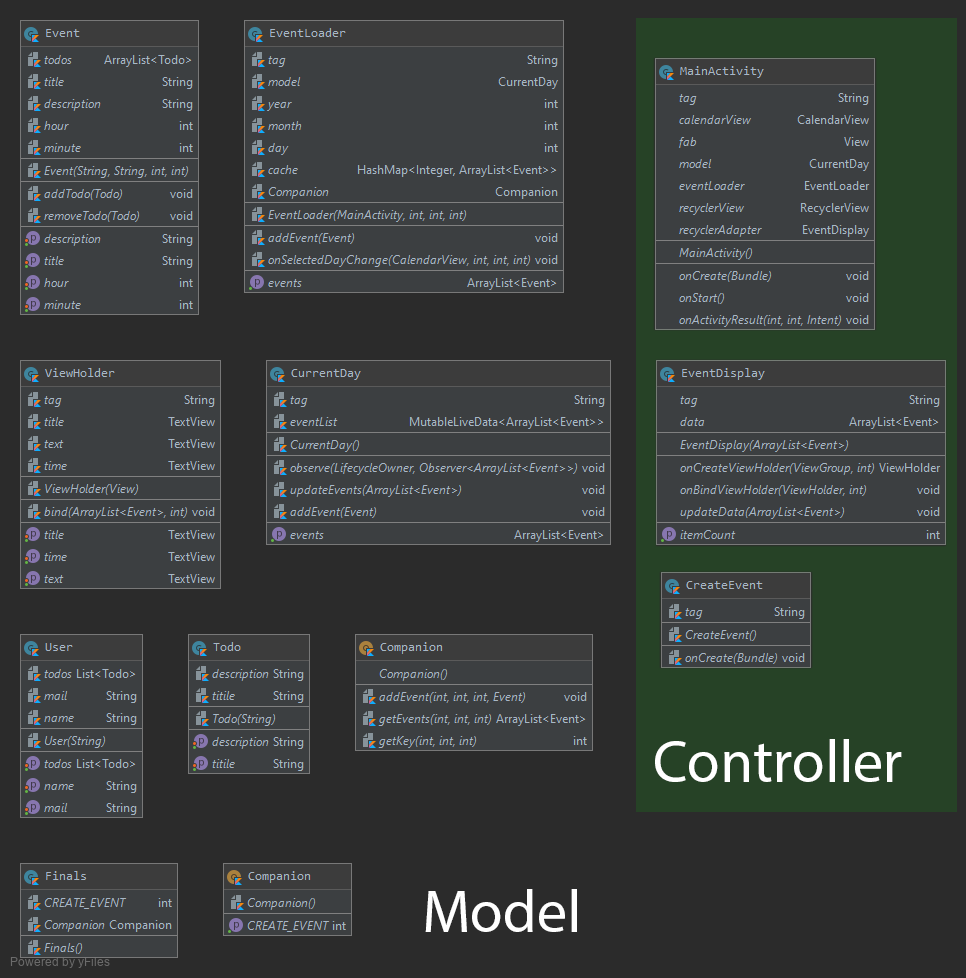 Event
todos ArrayList<Todo>
title String
description String
hour int
minute int
Event(String, String, int, int)
addTodo(Todo) void
removeTodo(Todo) void
description String
title String
hour int
minute int
EventLoader
tag String
model CurrentDay
year int
month int
day int
cache HashMap<Integer, ArrayList<Event>>
Companion Companion
EventLoader(MainActivity, int, int, int)
addEvent(Event) void
onSelectedDayChange(CalendarView, int, int, int) void
events ArrayList<Event>
MainActivity
tag String
calendarView CalendarView
fab View
model CurrentDay
eventLoader EventLoader
recyclerView RecyclerView
recyclerAdapter EventDisplay
MainActivity()
onCreate(Bundle) void
onStart() void
onActivityResult(int, int, Intent) void
ViewHolder
tag String
title TextView
text TextView
time TextView
ViewHolder(View)
bind(ArrayList<Event>, int) void
title TextView
time TextView
text TextView
CurrentDay
tag String
eventList MutableLiveData<ArrayList<Event>>
CurrentDay()
observe(LifecycleOwner, Observer<ArrayList<Event>>) void
updateEvents(ArrayList<Event>) void
addEvent(Event) void
events ArrayList<Event>
EventDisplay
tag String
data ArrayList<Event>
EventDisplay(ArrayList<Event>)
onCreateViewHolder(ViewGroup, int) ViewHolder
onBindViewHolder(ViewHolder, int) void
updateData(ArrayList<Event>) void
itemCount int
CreateEvent
tag String
CreateEvent()
onCreate(Bundle) void
User
todos List<Todo>
mail String
name String
User(String)
todos List<Todo>
name String
mail String
Todo
description String
titile String
Todo(String)
description String
titile String
Companion
Companion()
addEvent(int, int, int, Event) void
getEvents(int, int, int) ArrayList<Event>
getKey(int, int, int) int
Controller
Finals
CREATE_EVENT int
Companion Companion
Finals()
Companion
Companion()
CREATE_EVENT int
Model
Powered by yFiles